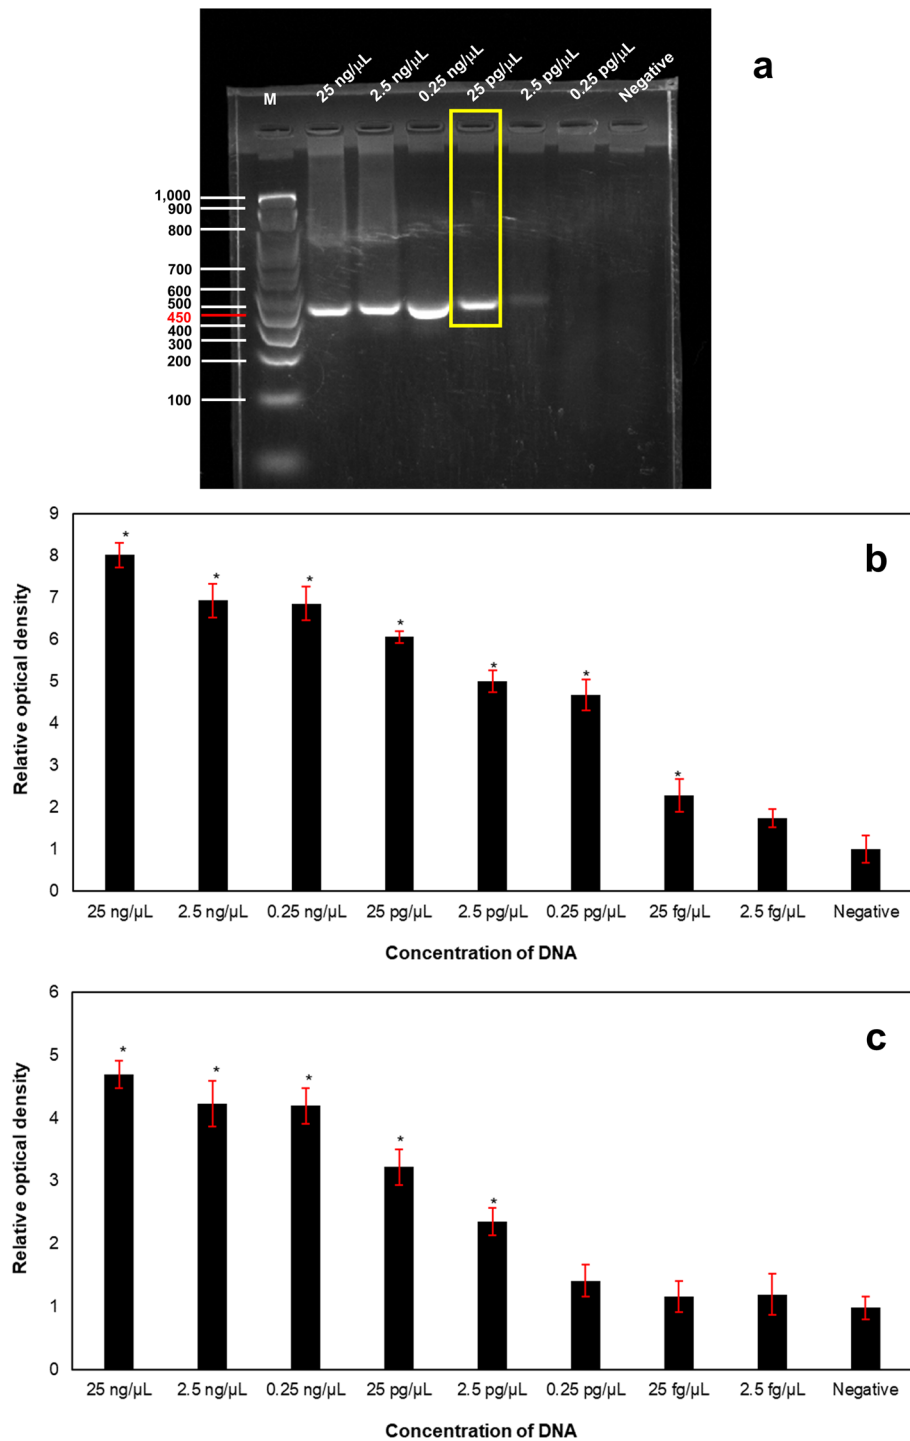 a
M 25 ng/µL 2.5 ng/µL 0.25 ng/µL 25 pg/µL 2.5 pg/µL 0.25 pg/µL Negative
1,000
900
800
700
600
500
450
400
300
200
100
b
Relative optical density
9
8
7
6
5
4
3
2
1
0
* * * * * * *
25 ng/µL 2.5 ng/µL 0.25 ng/µL 25 pg/µL 2.5 pg/µL 0.25 pg/µL 25 fg/µL 2.5 fg/µL Negative
Concentration of DNA
c
Relative optical density
6
5
4
3
2
1
0
* * * * *
25 ng/µL 2.5 ng/µL 0.25 ng/µL 25 pg/µL 2.5 pg/µL 0.25 pg/µL 25 fg/µL 2.5 fg/µL Negative
Concentration of DNA